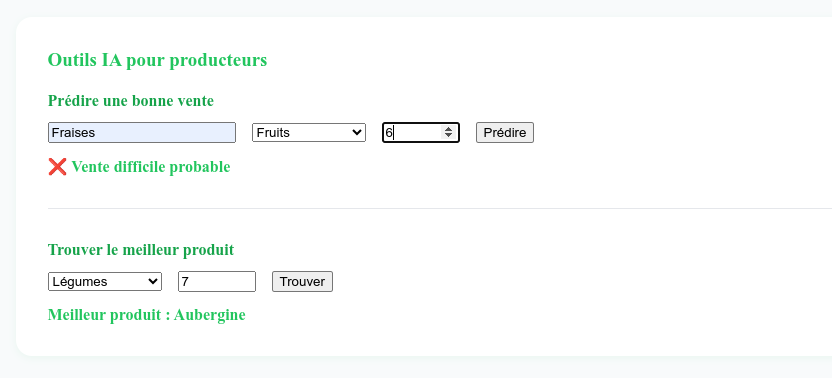 Outils IA pour producteurs
Prédire une bonne vente
Fraises Fruits 6 Prédire
❌ Vente difficile probable
Trouver le meilleur produit
Légumes 7 Trouver
Meilleur produit : Aubergine